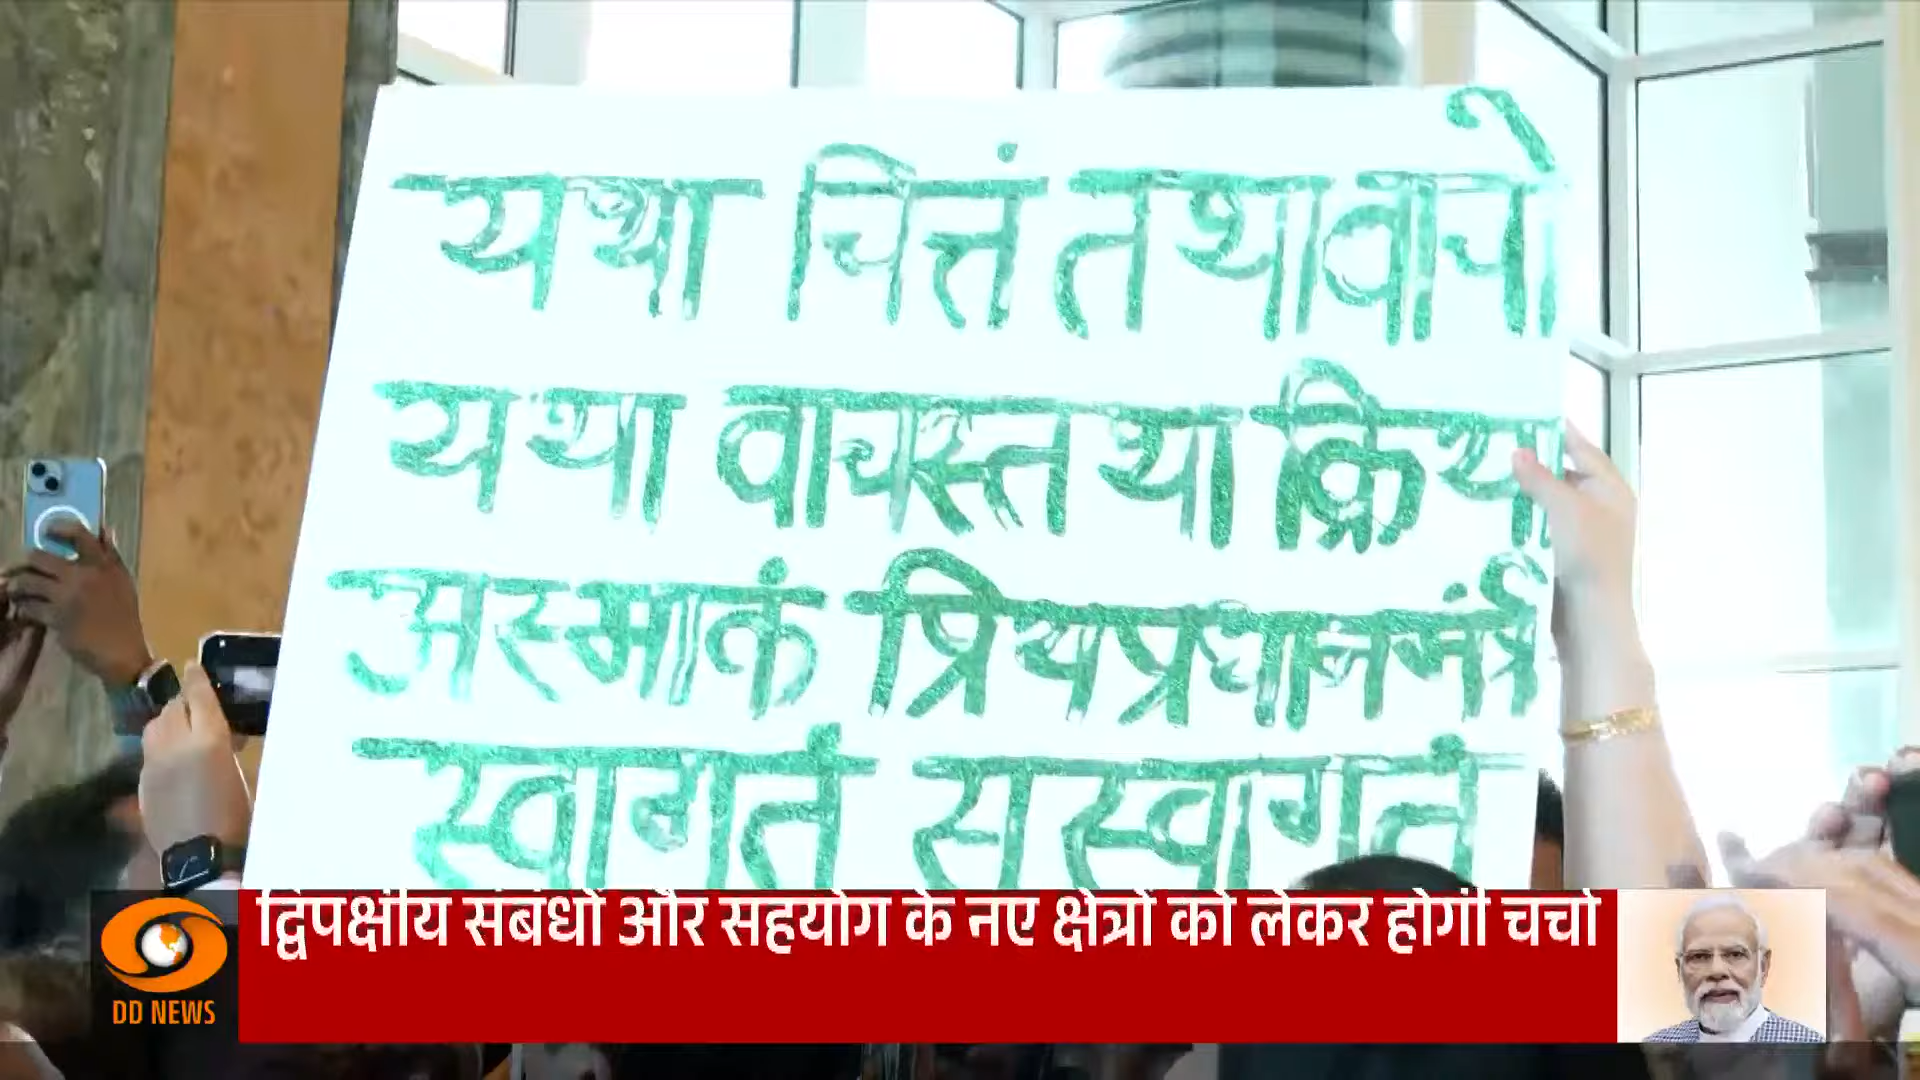 यथा चित्तं तथावाचो
यथा वाचस्तथा क्रिया
अस्माकं प्रियप्रधानमंत्री
स्वागतं सस्वागतं
द्विपक्षीय संबंधों और सहयोग के नए क्षेत्रों को लेकर होगी चर्चा
DD NEWS